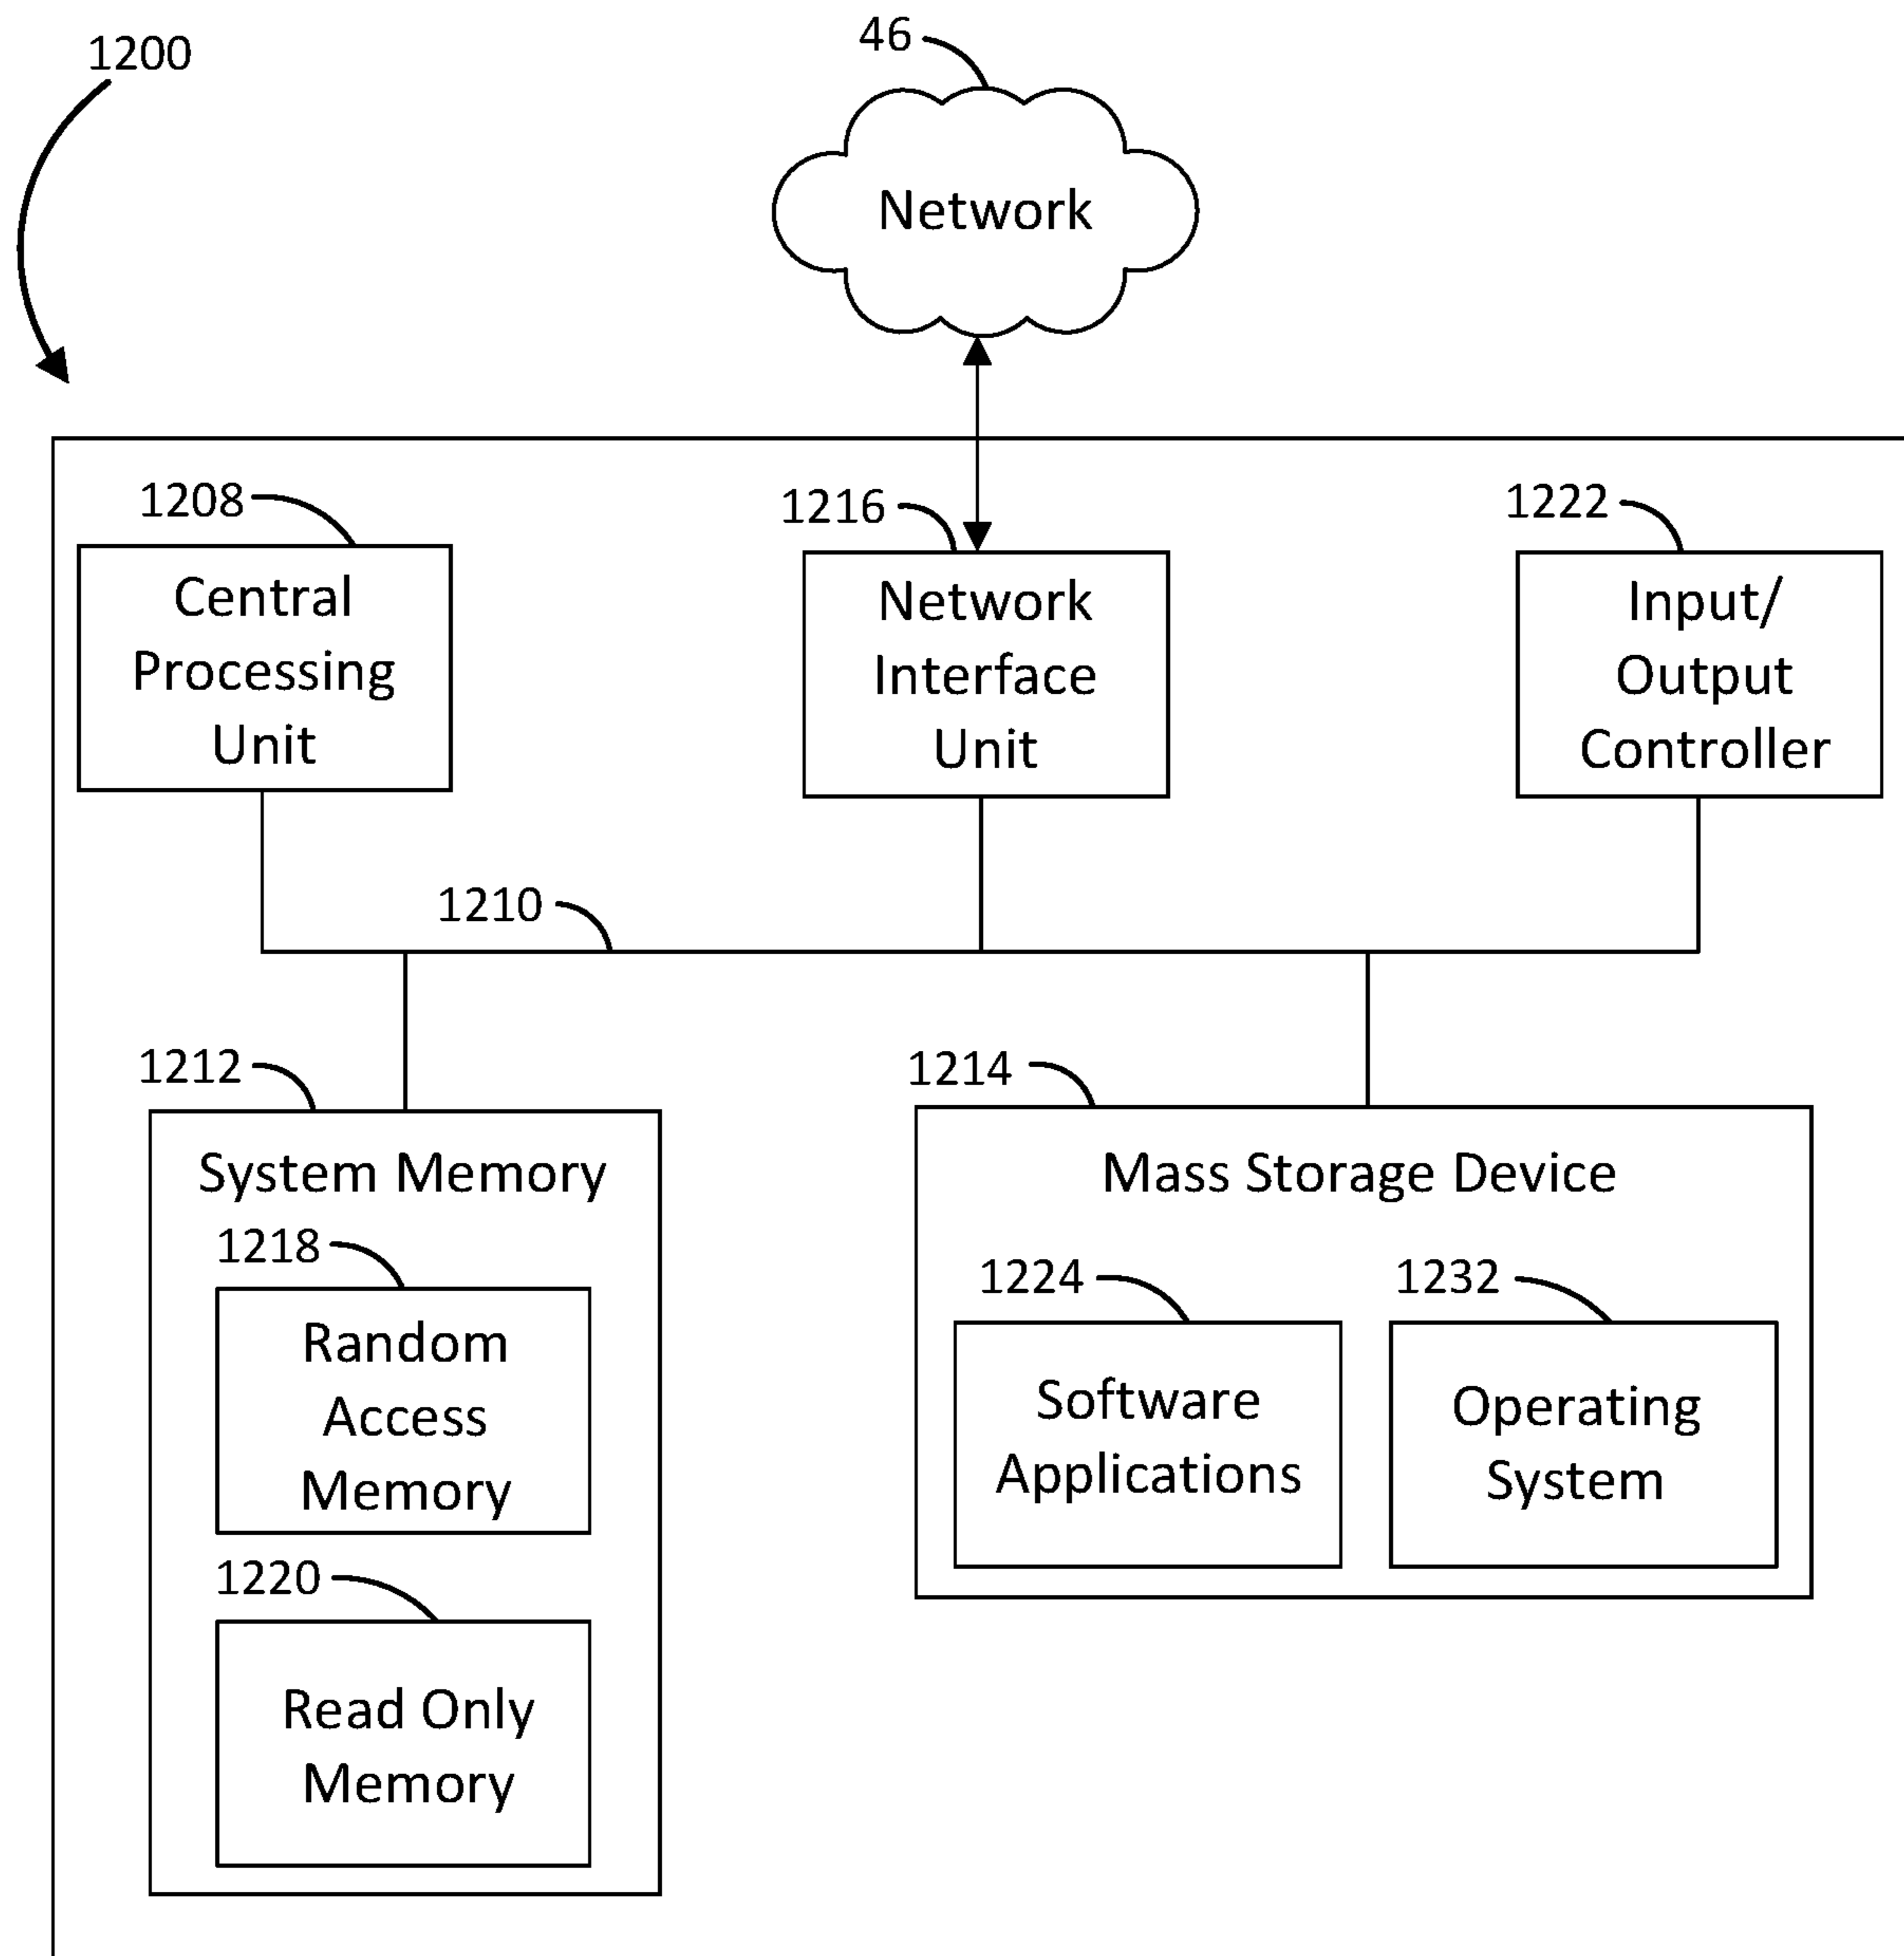 1200
46
Network
1208
Central
Processing
Unit
1216
Network
Interface
Unit
1222
Input/
Output
Controller
1210
1212
System Memory
1218
Random
Access
Memory
1220
Read Only
Memory
1214
Mass Storage Device
1224
Software
Applications
1232
Operating
System